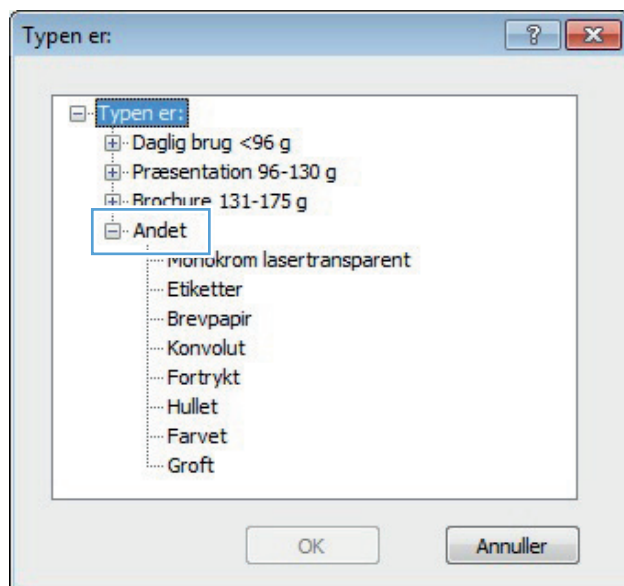 Typen er:
Typen er:
Daglig brug <96 g
Præsentation 96-130 g
Brochure 131-175 g
Andet
Monokrom lasertransparent
Etiketter
Brevpapir
Konvolut
Fortrykt
Hullet
Farvet
Groft
OK
Annuller